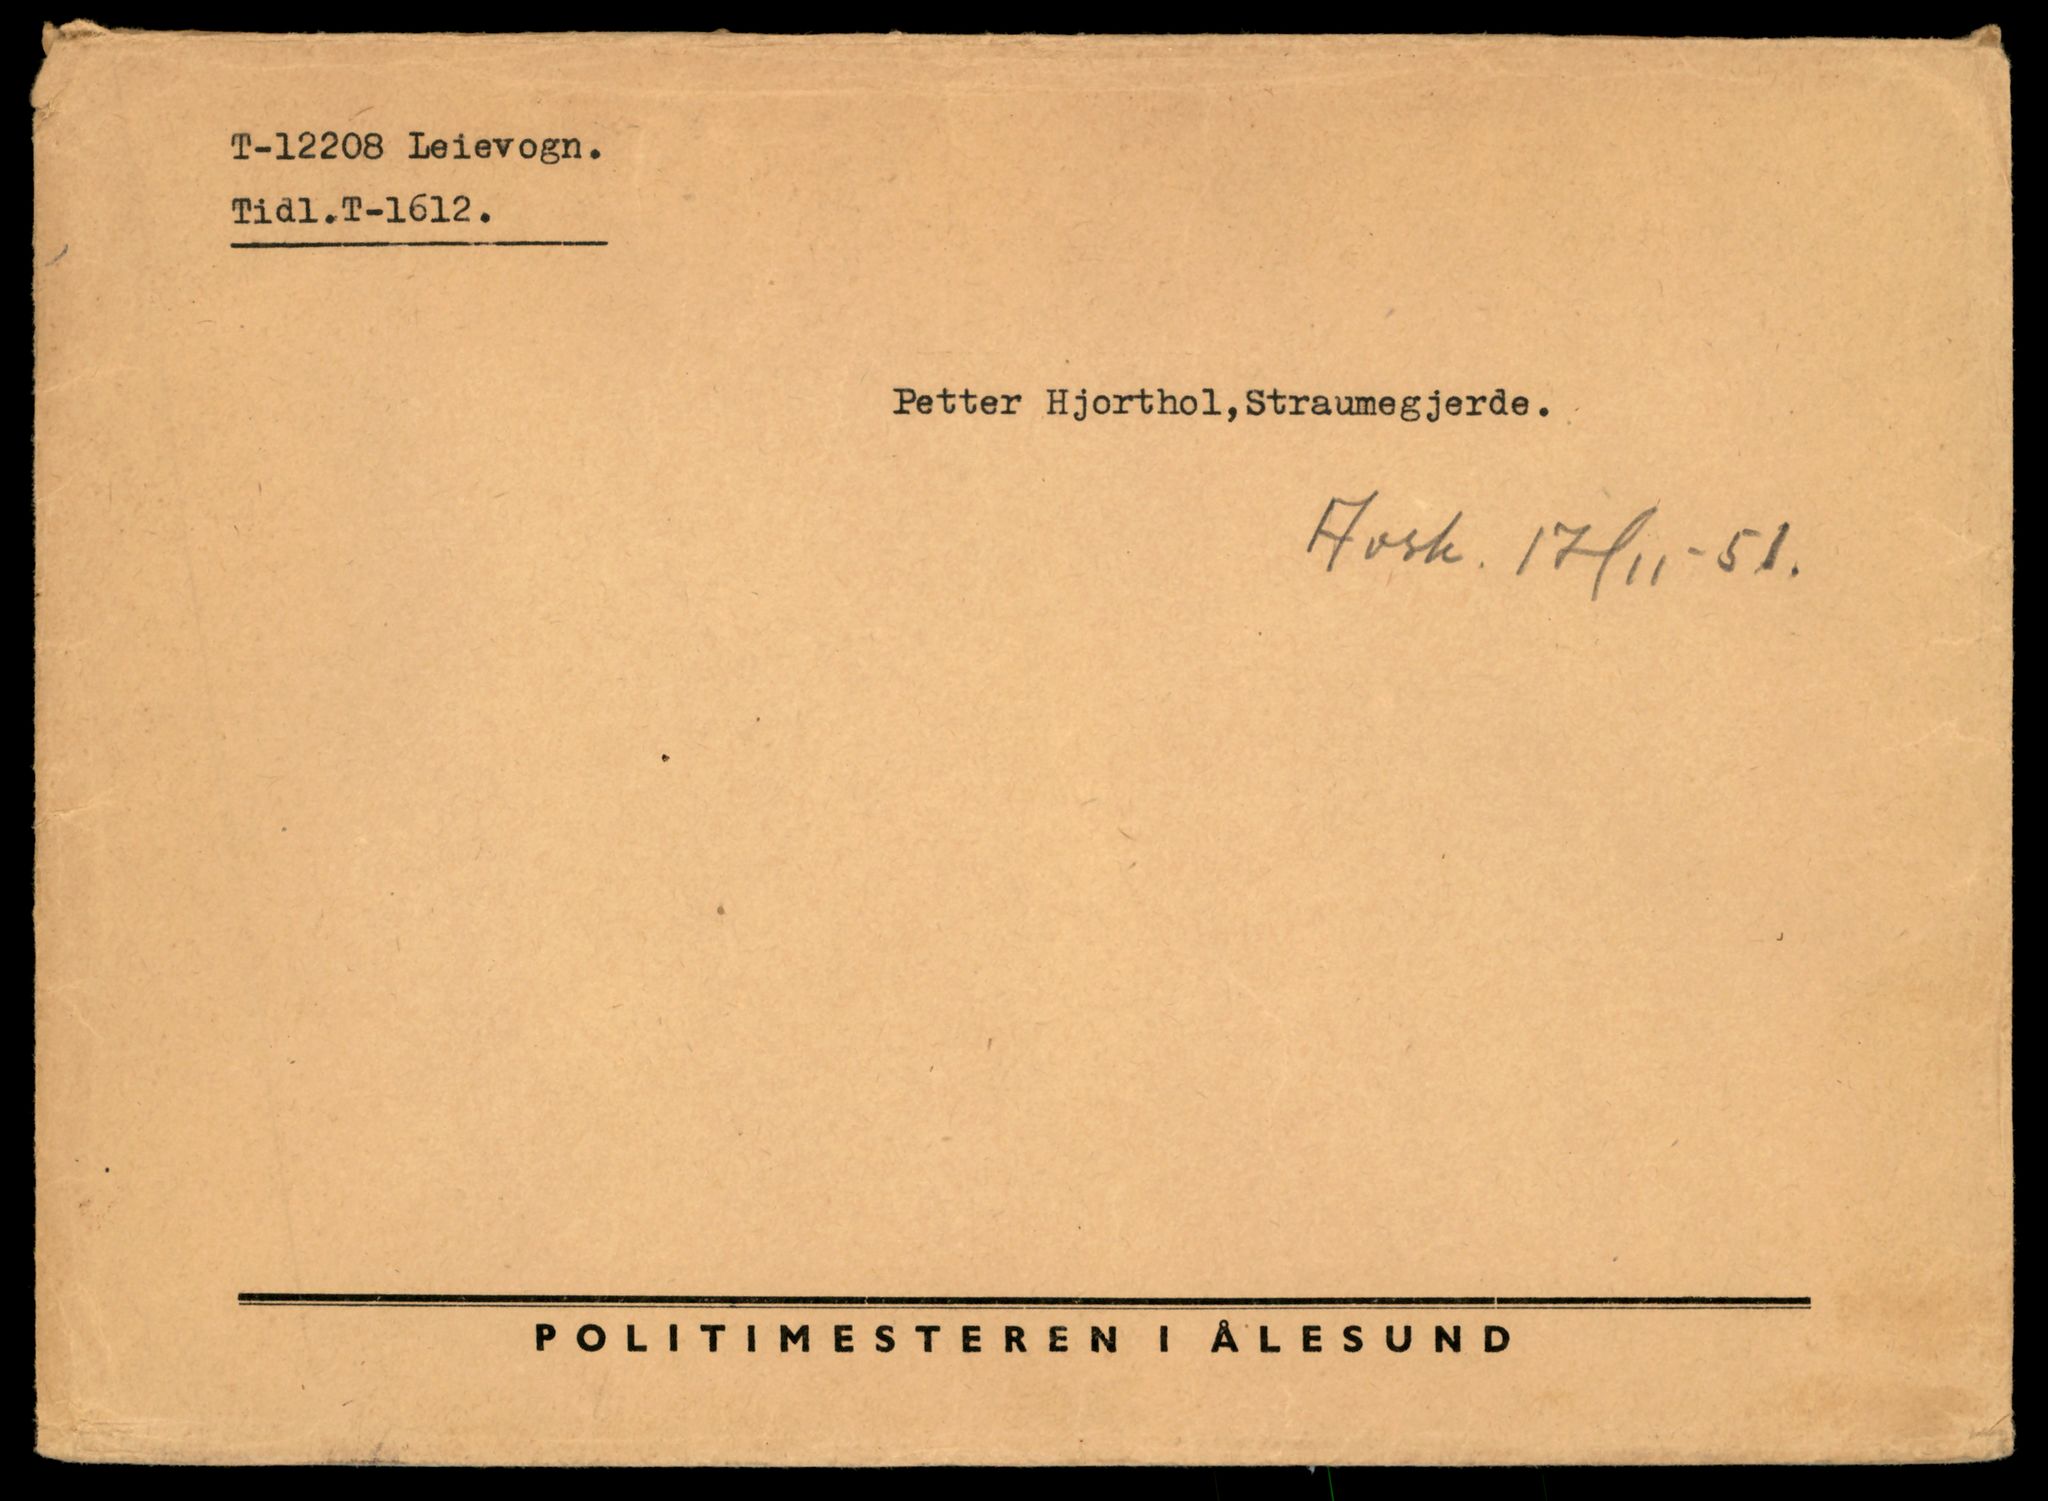 T-12208 Leievogn.
Tidl.T-1612.
Petter Hjorthol,Straumegjerde.
Avsk. 17/11-51.
POLITIMESTEREN I ÅLESUND